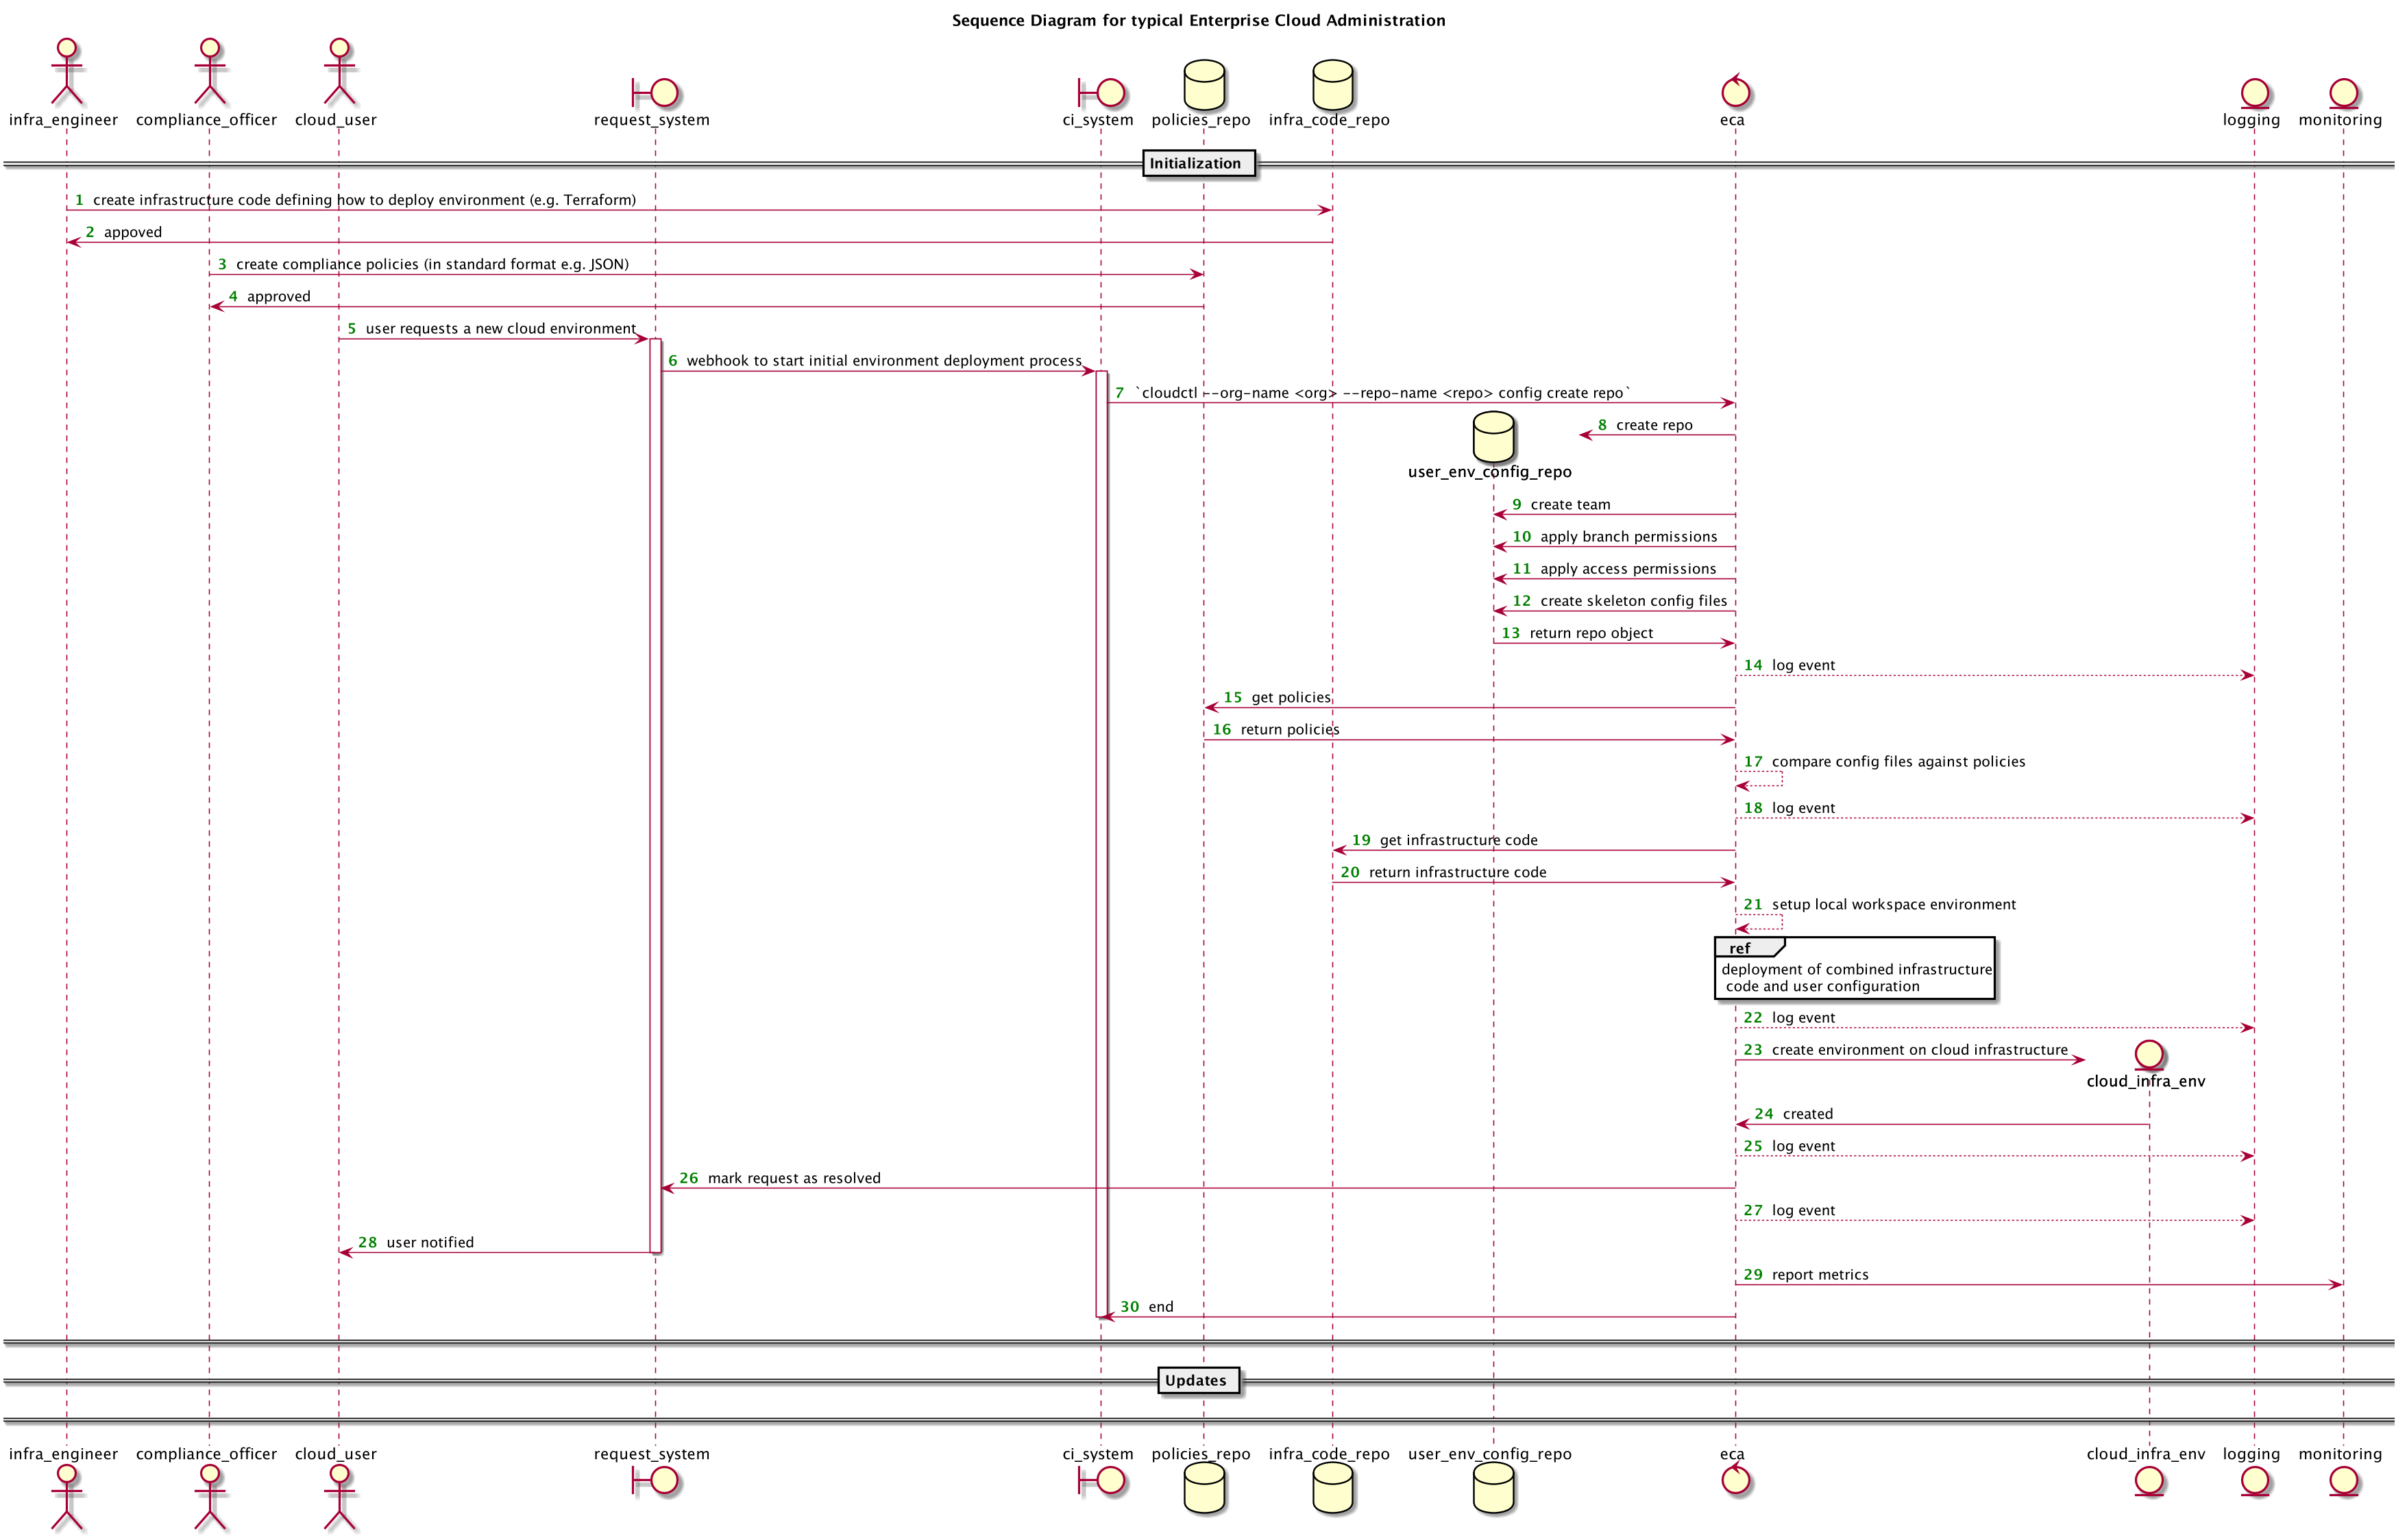 Sequence Diagram for typical Enterprise Cloud Administration
infra_engineer compliance_officer cloud_user request_system ci_system policies_repo infra_code_repo eca logging monitoring
Initialization
1 create infrastructure code defining how to deploy environment (e.g. Terraform)
2 appoved
3 create compliance policies (in standard format e.g. JSON)
4 approved
5 user requests a new cloud environment
6 webhook to start initial environment deployment process
7 `cloudctl --org-name <org> --repo-name <repo> config create repo`
8 create repo
user_env_config_repo
9 create team
10 apply branch permissions
11 apply access permissions
12 create skeleton config files
13 return repo object
14 log event
15 get policies
16 return policies
17 compare config files against policies
18 log event
19 get infrastructure code
20 return infrastructure code
21 setup local workspace environment
ref
deployment of combined infrastructure
code and user configuration
22 log event
23 create environment on cloud infrastructure
cloud_infra_env
24 created
25 log event
26 mark request as resolved
27 log event
28 user notified
29 report metrics
30 end
Updates
infra_engineer compliance_officer cloud_user request_system ci_system policies_repo infra_code_repo user_env_config_repo eca cloud_infra_env logging monitoring